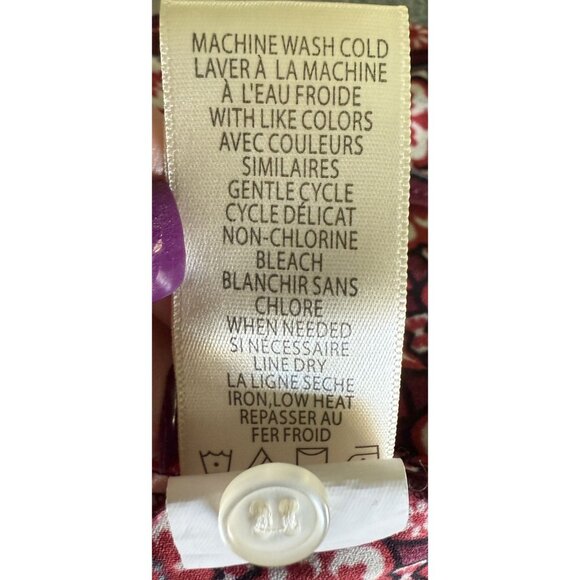 MACHINE WASH COLD
LAVER À LA MACHINE
À L'EAU FROIDE
WITH LIKE COLORS
AVEC COULEURS
SIMILAIRES
GENTLE CYCLE
CYCLE DÉLICAT
NON-CHLORINE
BLEACH
BLANCHIR SANS
CHLORE
WHEN NEEDED
SI NÉCESSAIRE
LINE DRY
LA LIGNE SECHE
IRON,LOW HEAT
REPASSER AU
FER FROID